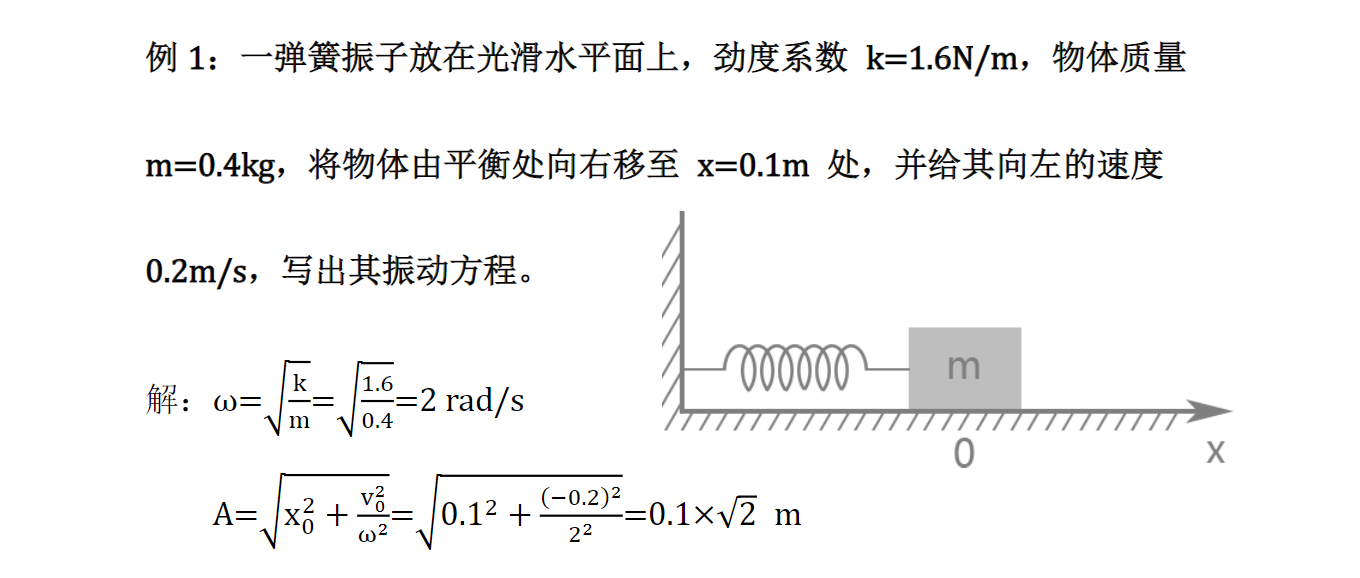 例 1：一弹簧振子放在光滑水平面上，劲度系数 k=1.6N/m，物体质量
m=0.4kg，将物体由平衡处向右移至 x=0.1m 处，并给其向左的速度
0.2m/s，写出其振动方程。
m
0
x
解：ω=√(k/m)=√(1.6/0.4)=2 rad/s
A=√(x₀²+v₀²/ω²)=√(0.1²+(−0.2)²/2²)=0.1×√2 m